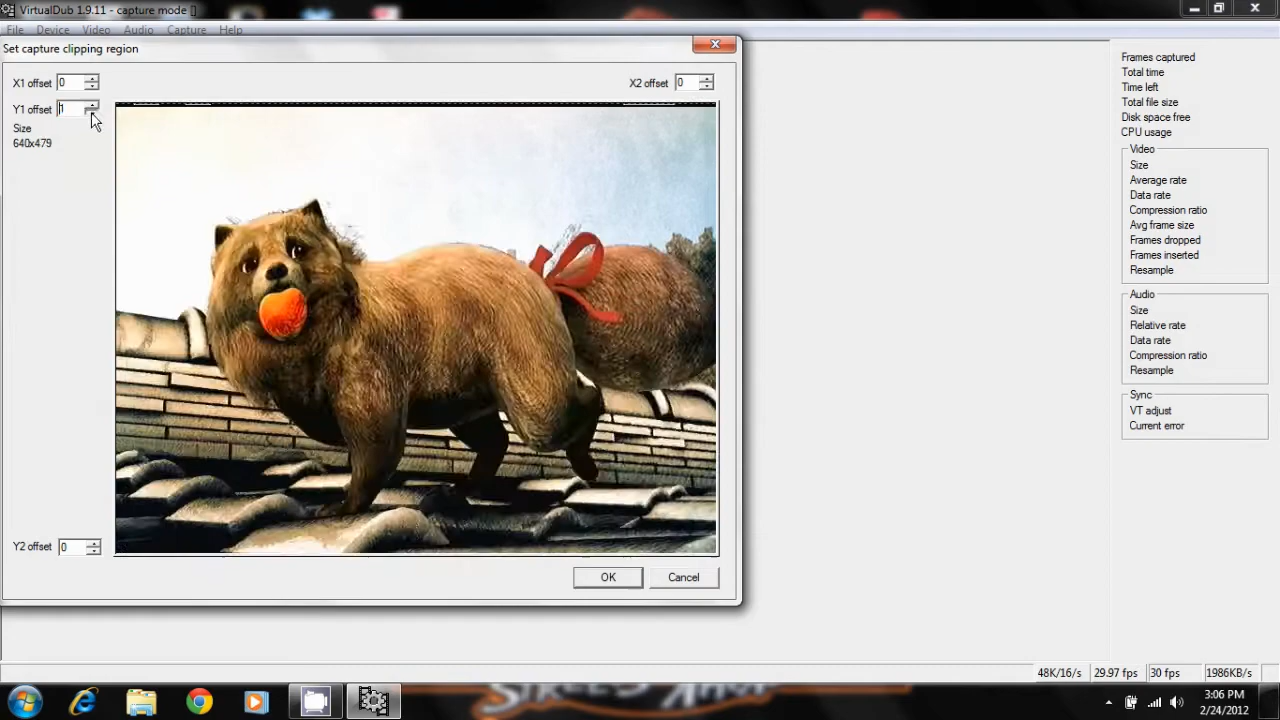 VirtualDub 1.9.11 - capture mode []
File Device Video Audio Capture Help
Set capture clipping region
X1 offset 0
X2 offset 0
Y1 offset 1
Size
640x479
Y2 offset 0
OK Cancel
Frames captured
Total time
Time left
Total file size
Disk space free
CPU usage
Video
Size
Average rate
Data rate
Compression ratio
Avg frame size
Frames dropped
Frames inserted
Resample
Audio
Size
Relative rate
Data rate
Compression ratio
Resample
Sync
VT adjust
Current error
48K/16/s 29.97 fps 30 fps 1986KB/s
3:06 PM
2/24/2012